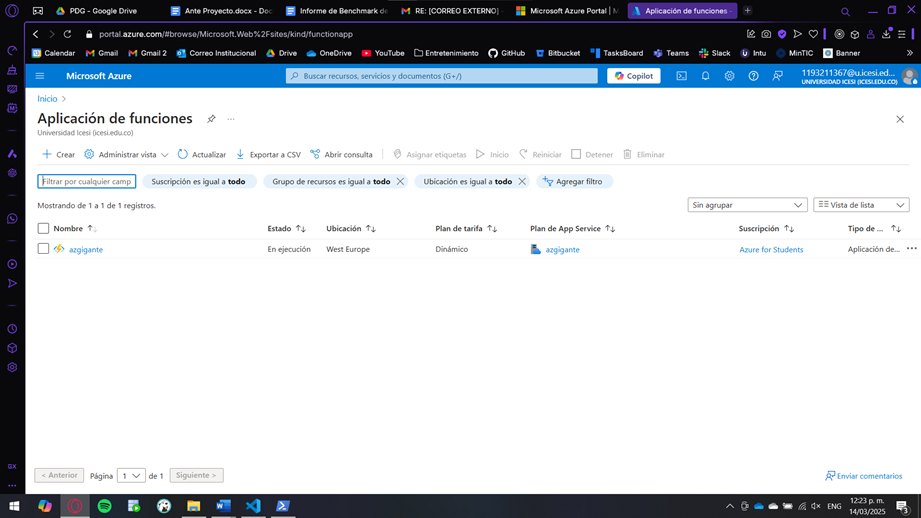 PDG - Google Drive
Ante Proyecto.docx - Doc
Informe de Benchmark de
RE: [CORREO EXTERNO] -
Microsoft Azure Portal | M
Aplicación de funciones -
portal.azure.com/#browse/Microsoft.Web%2Fsites/kind/functionapp
Calendar
Gmail
Gmail 2
Correo Institucional
Drive
OneDrive
YouTube
Entretenimiento
GitHub
Bitbucket
TasksBoard
Teams
Slack
Intu
MinTIC
Banner
Microsoft Azure
Buscar recursos, servicios y documentos (G+/)
Copilot
1193211367@u.icesi.ed...
UNIVERSIDAD ICESI (ICESI.EDU.CO)
Inicio >
Aplicación de funciones
Universidad Icesi (icesi.edu.co)
Crear
Administrar vista
Actualizar
Exportar a CSV
Abrir consulta
Asignar etiquetas
Inicio
Reiniciar
Detener
Eliminar
Filtrar por cualquier camp
Suscripción es igual a todo
Grupo de recursos es igual a todo
Ubicación es igual a todo
Agregar filtro
Mostrando de 1 a 1 de 1 registros.
Sin agrupar
Vista de lista
Nombre
Estado
Ubicación
Plan de tarifa
Plan de App Service
Suscripción
Tipo de ...
azgigante
En ejecución
West Europe
Dinámico
azgigante
Azure for Students
Aplicación de...
< Anterior
Página
1
de 1
Siguiente >
Enviar comentarios
GX
ENG
12:23 p. m.
14/03/2025
3